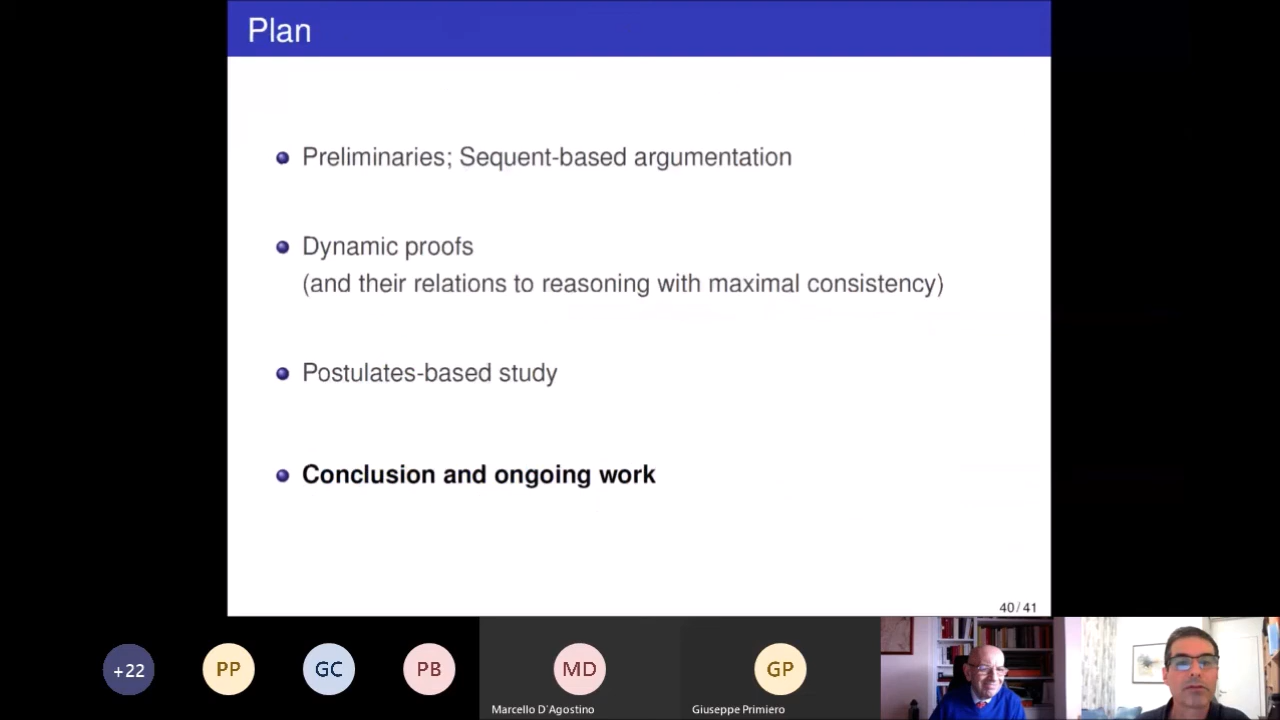 Plan
Preliminaries; Sequent-based argumentation
Dynamic proofs
(and their relations to reasoning with maximal consistency)
Postulates-based study
Conclusion and ongoing work
40 / 41
+22
PP
GC
PB
MD
GP
Marcello D'Agostino
Giuseppe Primiero